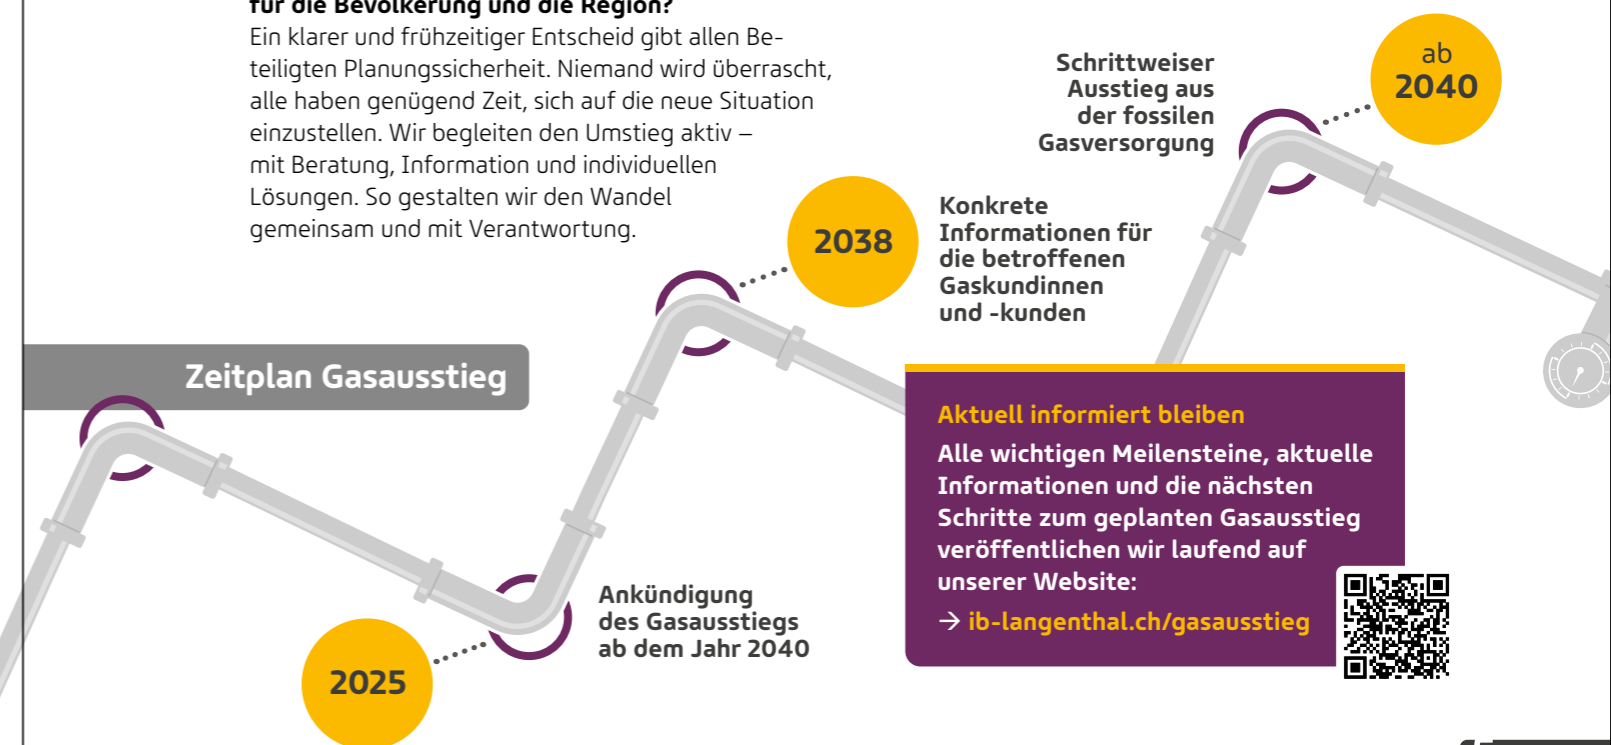 für die Bevölkerung und die Region?
Ein klarer und frühzeitiger Entscheid gibt allen Be-
teiligten Planungssicherheit. Niemand wird überrascht,
alle haben genügend Zeit, sich auf die neue Situation
einzustellen. Wir begleiten den Umstieg aktiv –
mit Beratung, Information und individuellen
Lösungen. So gestalten wir den Wandel
gemeinsam und mit Verantwortung.
Zeitplan Gasausstieg
2025
Ankündigung
des Gasausstiegs
ab dem Jahr 2040
2038
Konkrete
Informationen für
die betroffenen
Gaskundinnen
und -kunden
Schrittweiser
Ausstieg aus
der fossilen
Gasversorgung
ab
2040
Aktuell informiert bleiben
Alle wichtigen Meilensteine, aktuelle
Informationen und die nächsten
Schritte zum geplanten Gasausstieg
veröffentlichen wir laufend auf
unserer Website:
→ ib-langenthal.ch/gasausstieg